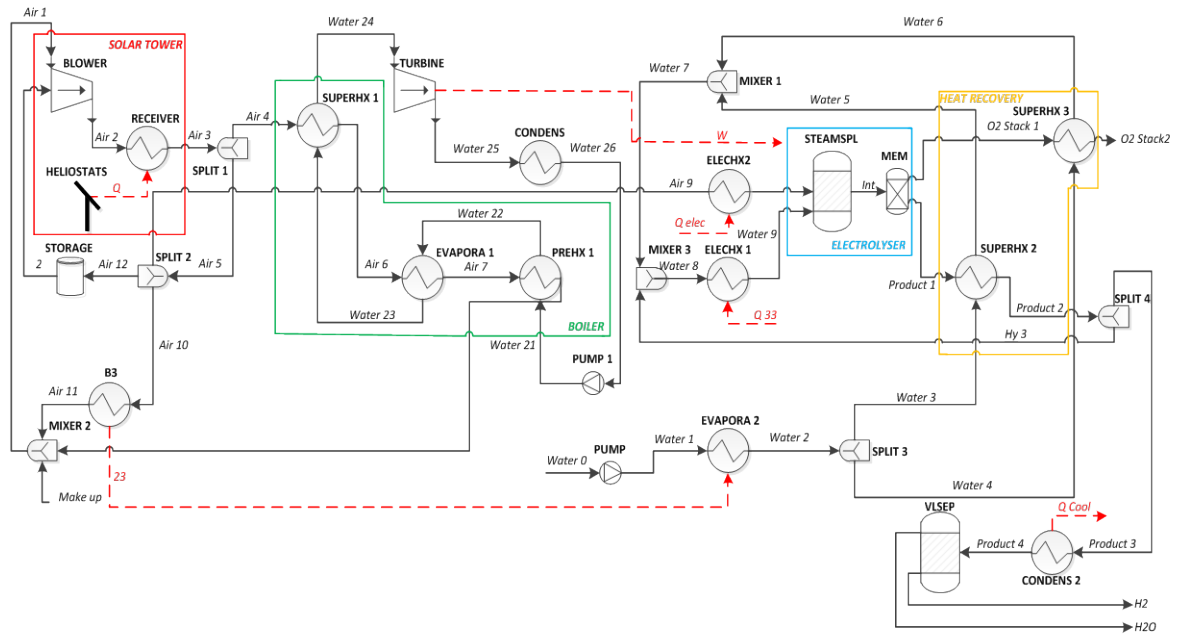 Air 1
Water 24
Water 6
SOLAR TOWER
BLOWER
TURBINE
Water 7
MIXER 1
SUPERHX 1
Water 5
HEAT RECOVERY
SUPERHX 3
RECEIVER
Air 4
O2 Stack 1
Air 2
Air 3
CONDENS
W
STEAMSPL
O2 Stack2
Water 25
Water 26
MEM
SPLIT 1
ELECHX2
HELIOSTATS
Q
Air 9
Int
Water 22
Q elec
Water 9
STORAGE
SPLIT 2
EVAPORA 1
PREHX 1
MIXER 3
ELECHX 1
ELECTROLYSER
SUPERHX 2
2
Air 12
Air 5
Air 6
Air 7
Water 8
Product 1
SPLIT 4
Water 23
Q 33
Product 2
BOILER
Water 21
Hy 3
Air 10
PUMP 1
B3
Air 11
Water 3
MIXER 2
EVAPORA 2
PUMP
Water 1
Water 2
Water 0
SPLIT 3
23
Water 4
Make up
VLSEP
Q Cool
Product 4
Product 3
CONDENS 2
H2
H2O